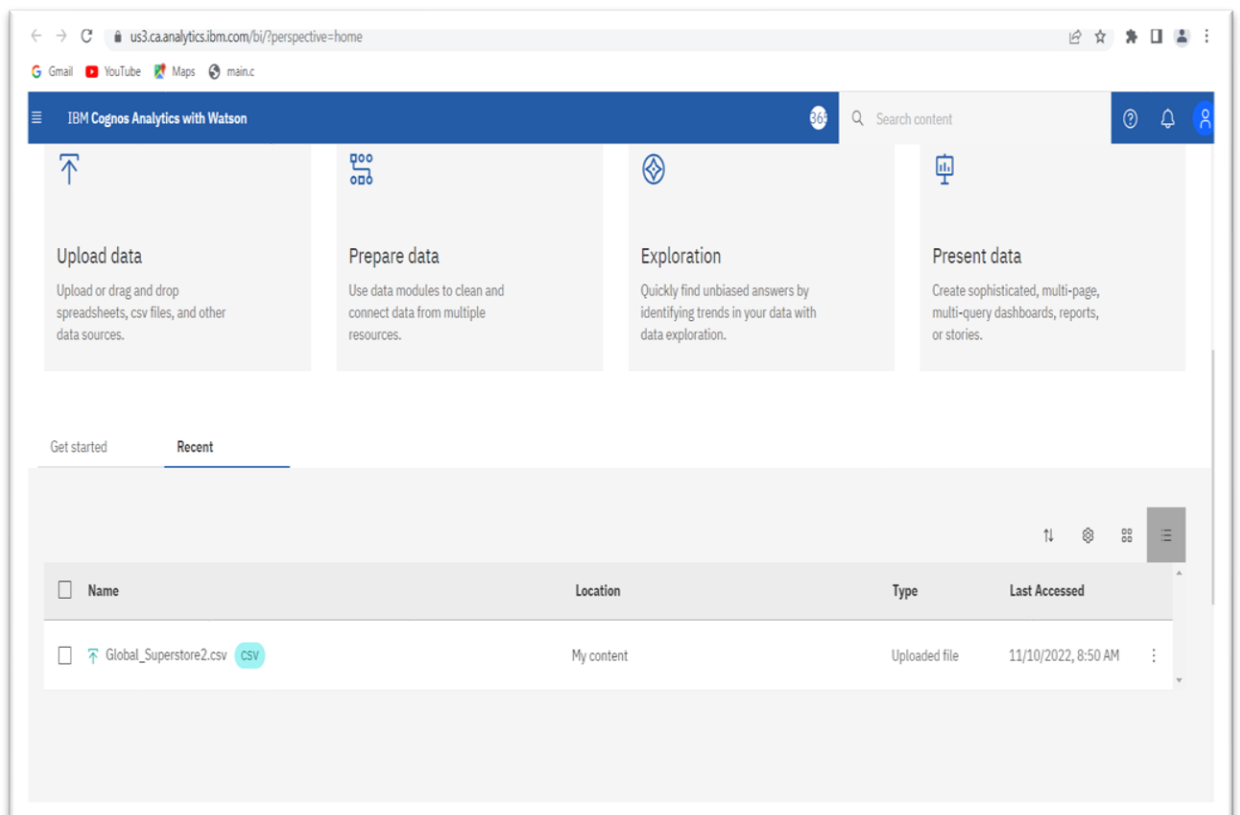 us3.ca.analytics.ibm.com/bi/?perspective=home
Gmail YouTube Maps main.c
IBM Cognos Analytics with Watson Search content
Upload data Prepare data Exploration Present data
Upload or drag and drop Use data modules to clean and Quickly find unbiased answers by Create sophisticated, multi-page,
spreadsheets, csv files, and other connect data from multiple identifying trends in your data with multi-query dashboards, reports,
data sources. resources. data exploration. or stories.
Get started Recent
Name Location Type Last Accessed
Global_Superstore2.csv CSV My content Uploaded file 11/10/2022, 8:50 AM